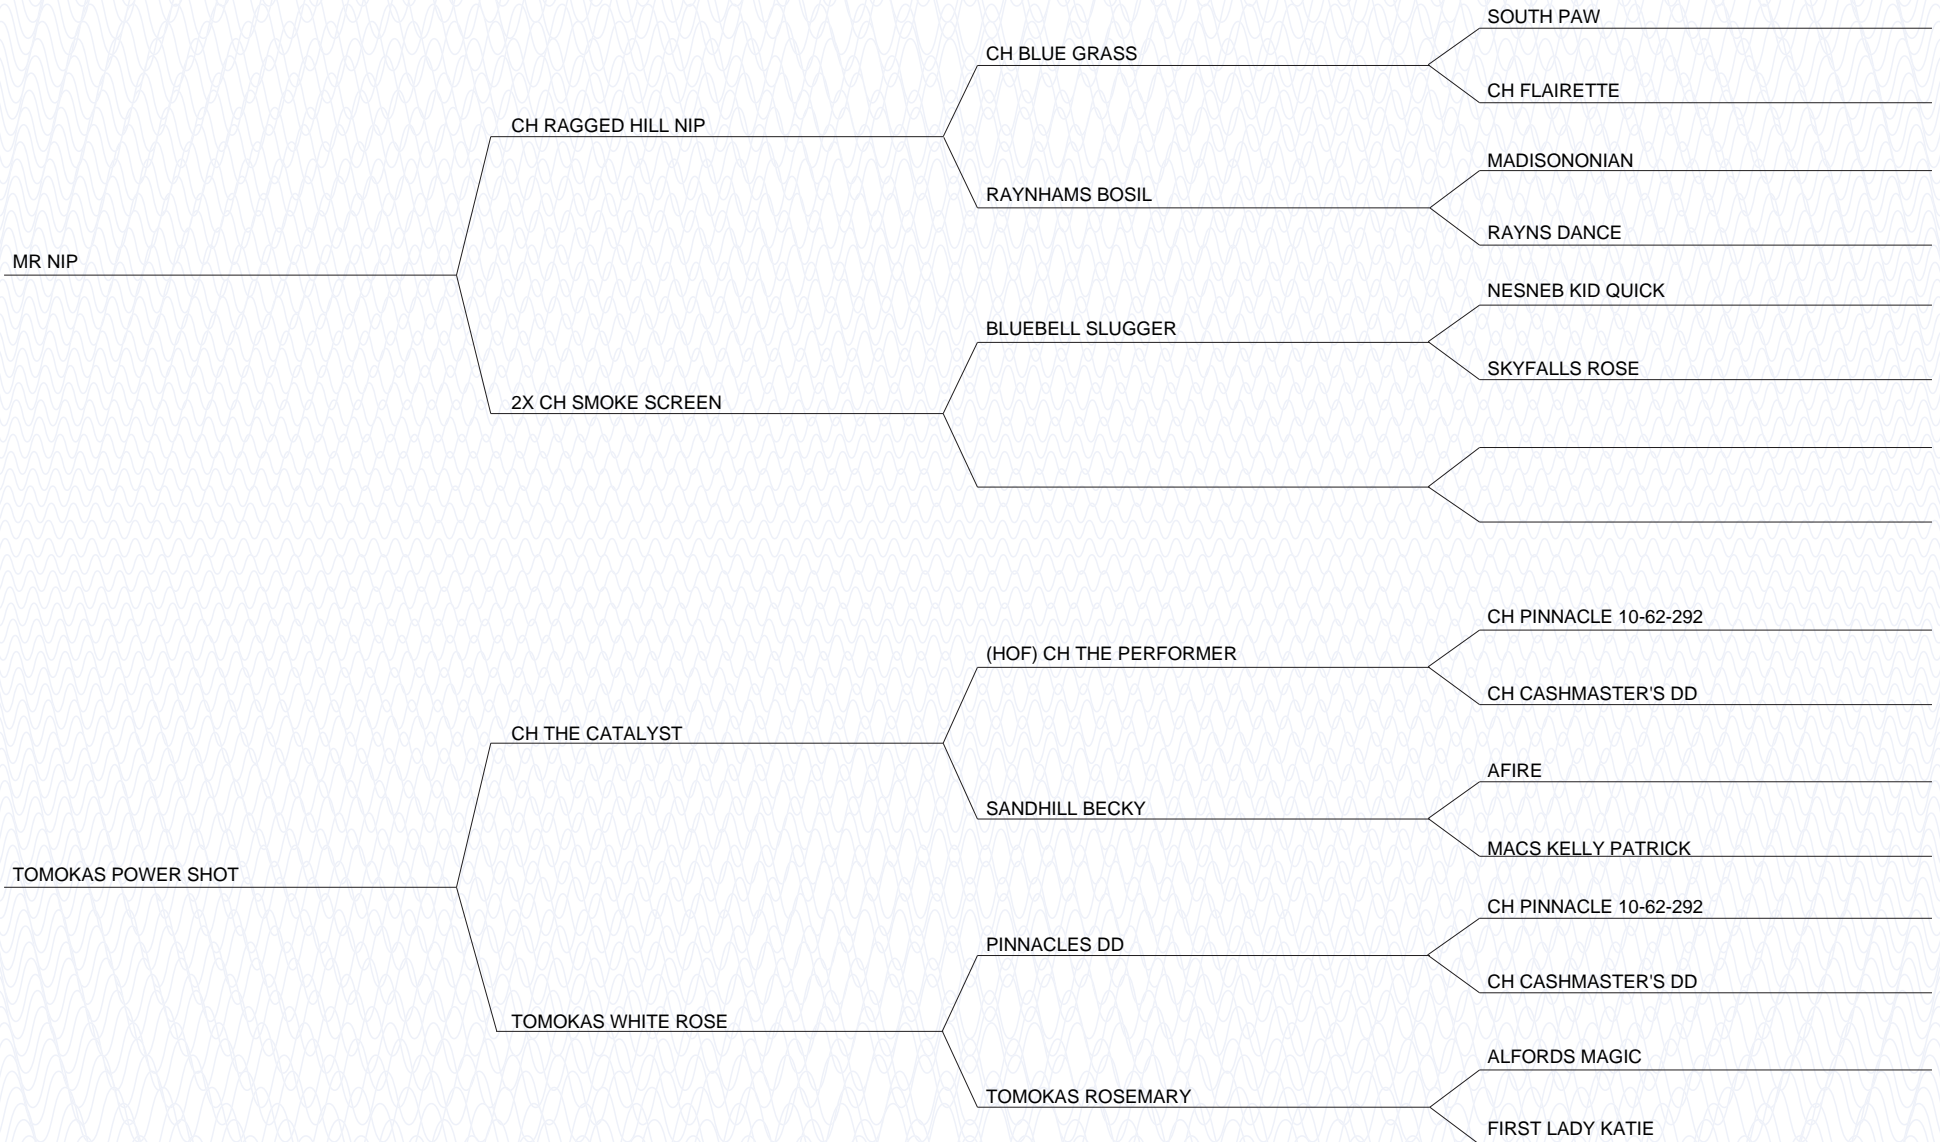 SOUTH PAW
CH BLUE GRASS
CH FLAIRETTE
CH RAGGED HILL NIP
MADISONONIAN
RAYNHAMS BOSIL
RAYNS DANCE
MR NIP
NESNEB KID QUICK
BLUEBELL SLUGGER
SKYFALLS ROSE
2X CH SMOKE SCREEN
CH PINNACLE 10-62-292
(HOF) CH THE PERFORMER
CH CASHMASTER'S DD
CH THE CATALYST
AFIRE
SANDHILL BECKY
MACS KELLY PATRICK
TOMOKAS POWER SHOT
CH PINNACLE 10-62-292
PINNACLES DD
CH CASHMASTER'S DD
TOMOKAS WHITE ROSE
ALFORDS MAGIC
TOMOKAS ROSEMARY
FIRST LADY KATIE